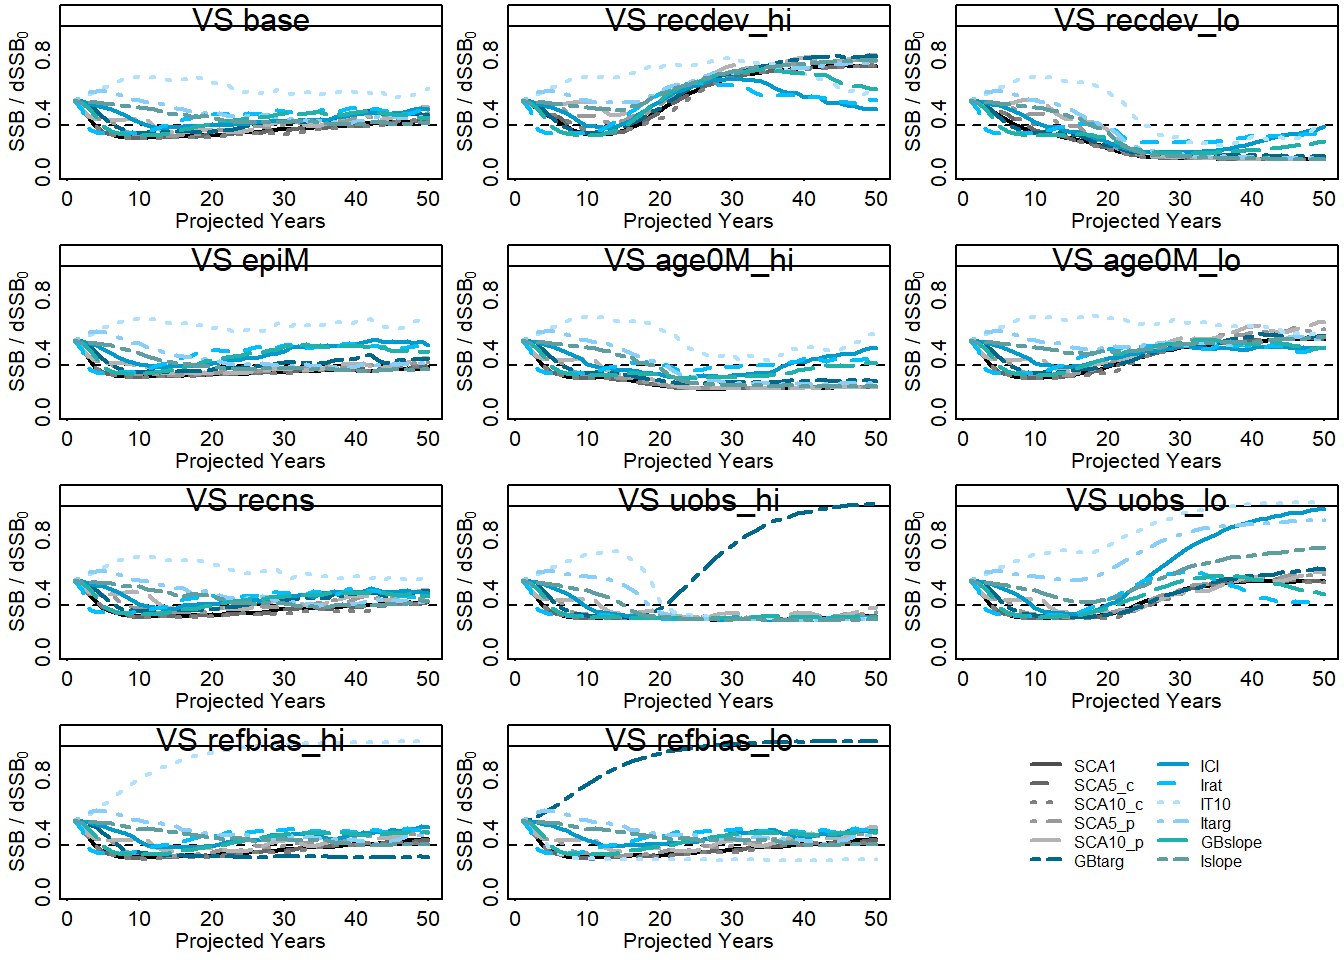 VS base
SSB / dSSB0
0.0 0.4 0.8
0 10 20 30 40 50
Projected Years
VS recdev_hi
SSB / dSSB0
0.0 0.4 0.8
0 10 20 30 40 50
Projected Years
VS recdev_lo
SSB / dSSB0
0.0 0.4 0.8
0 10 20 30 40 50
Projected Years
VS epiM
SSB / dSSB0
0.0 0.4 0.8
0 10 20 30 40 50
Projected Years
VS age0M_hi
SSB / dSSB0
0.0 0.4 0.8
0 10 20 30 40 50
Projected Years
VS age0M_lo
SSB / dSSB0
0.0 0.4 0.8
0 10 20 30 40 50
Projected Years
VS recns
SSB / dSSB0
0.0 0.4 0.8
0 10 20 30 40 50
Projected Years
VS uobs_hi
SSB / dSSB0
0.0 0.4 0.8
0 10 20 30 40 50
Projected Years
VS uobs_lo
SSB / dSSB0
0.0 0.4 0.8
0 10 20 30 40 50
Projected Years
VS refbias_hi
SSB / dSSB0
0.0 0.4 0.8
0 10 20 30 40 50
Projected Years
VS refbias_lo
SSB / dSSB0
0.0 0.4 0.8
0 10 20 30 40 50
Projected Years
SCA1
SCA5_c
SCA10_c
SCA5_p
SCA10_p
GBtarg
ICI
Irat
IT10
Itarg
GBslope
Islope